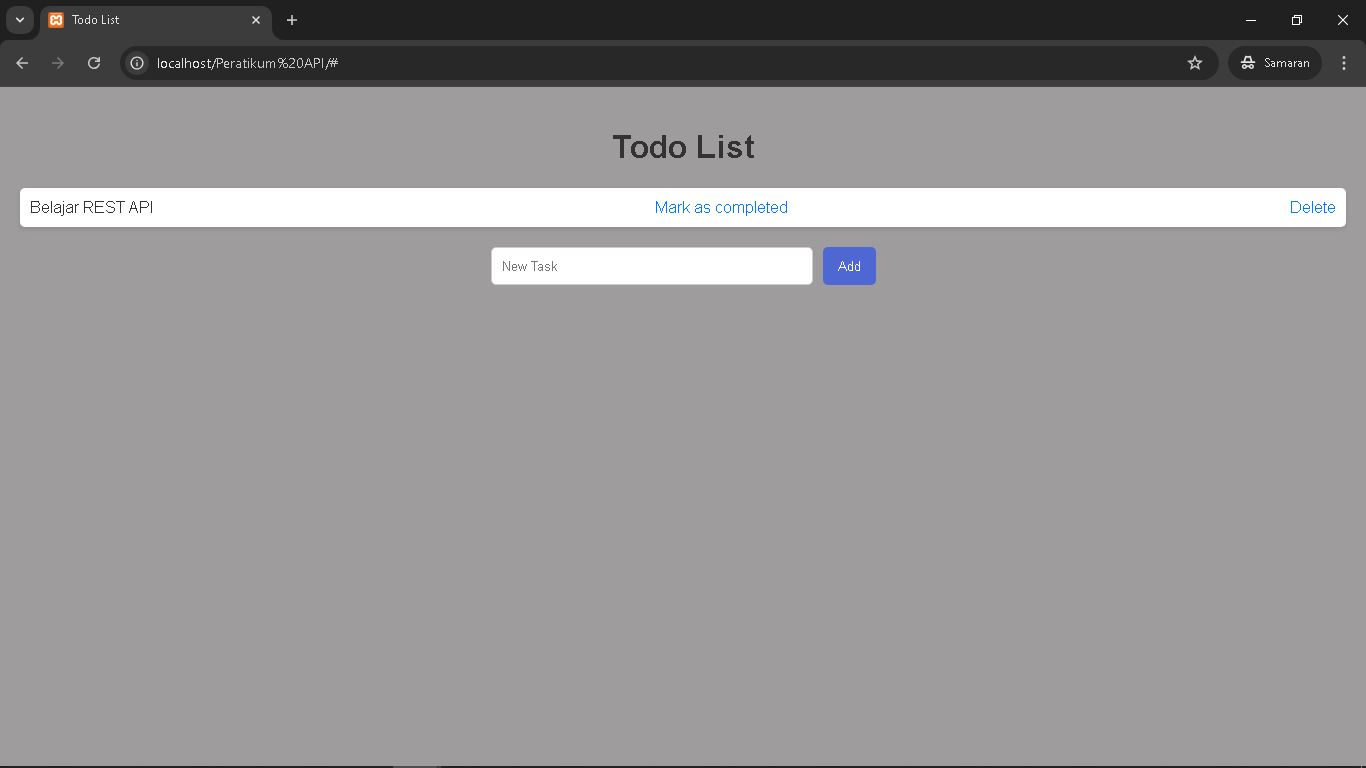 Todo List
localhost/Peratikum%20API/#
Samaran
Todo List
Belajar REST API Mark as completed Delete
New Task Add